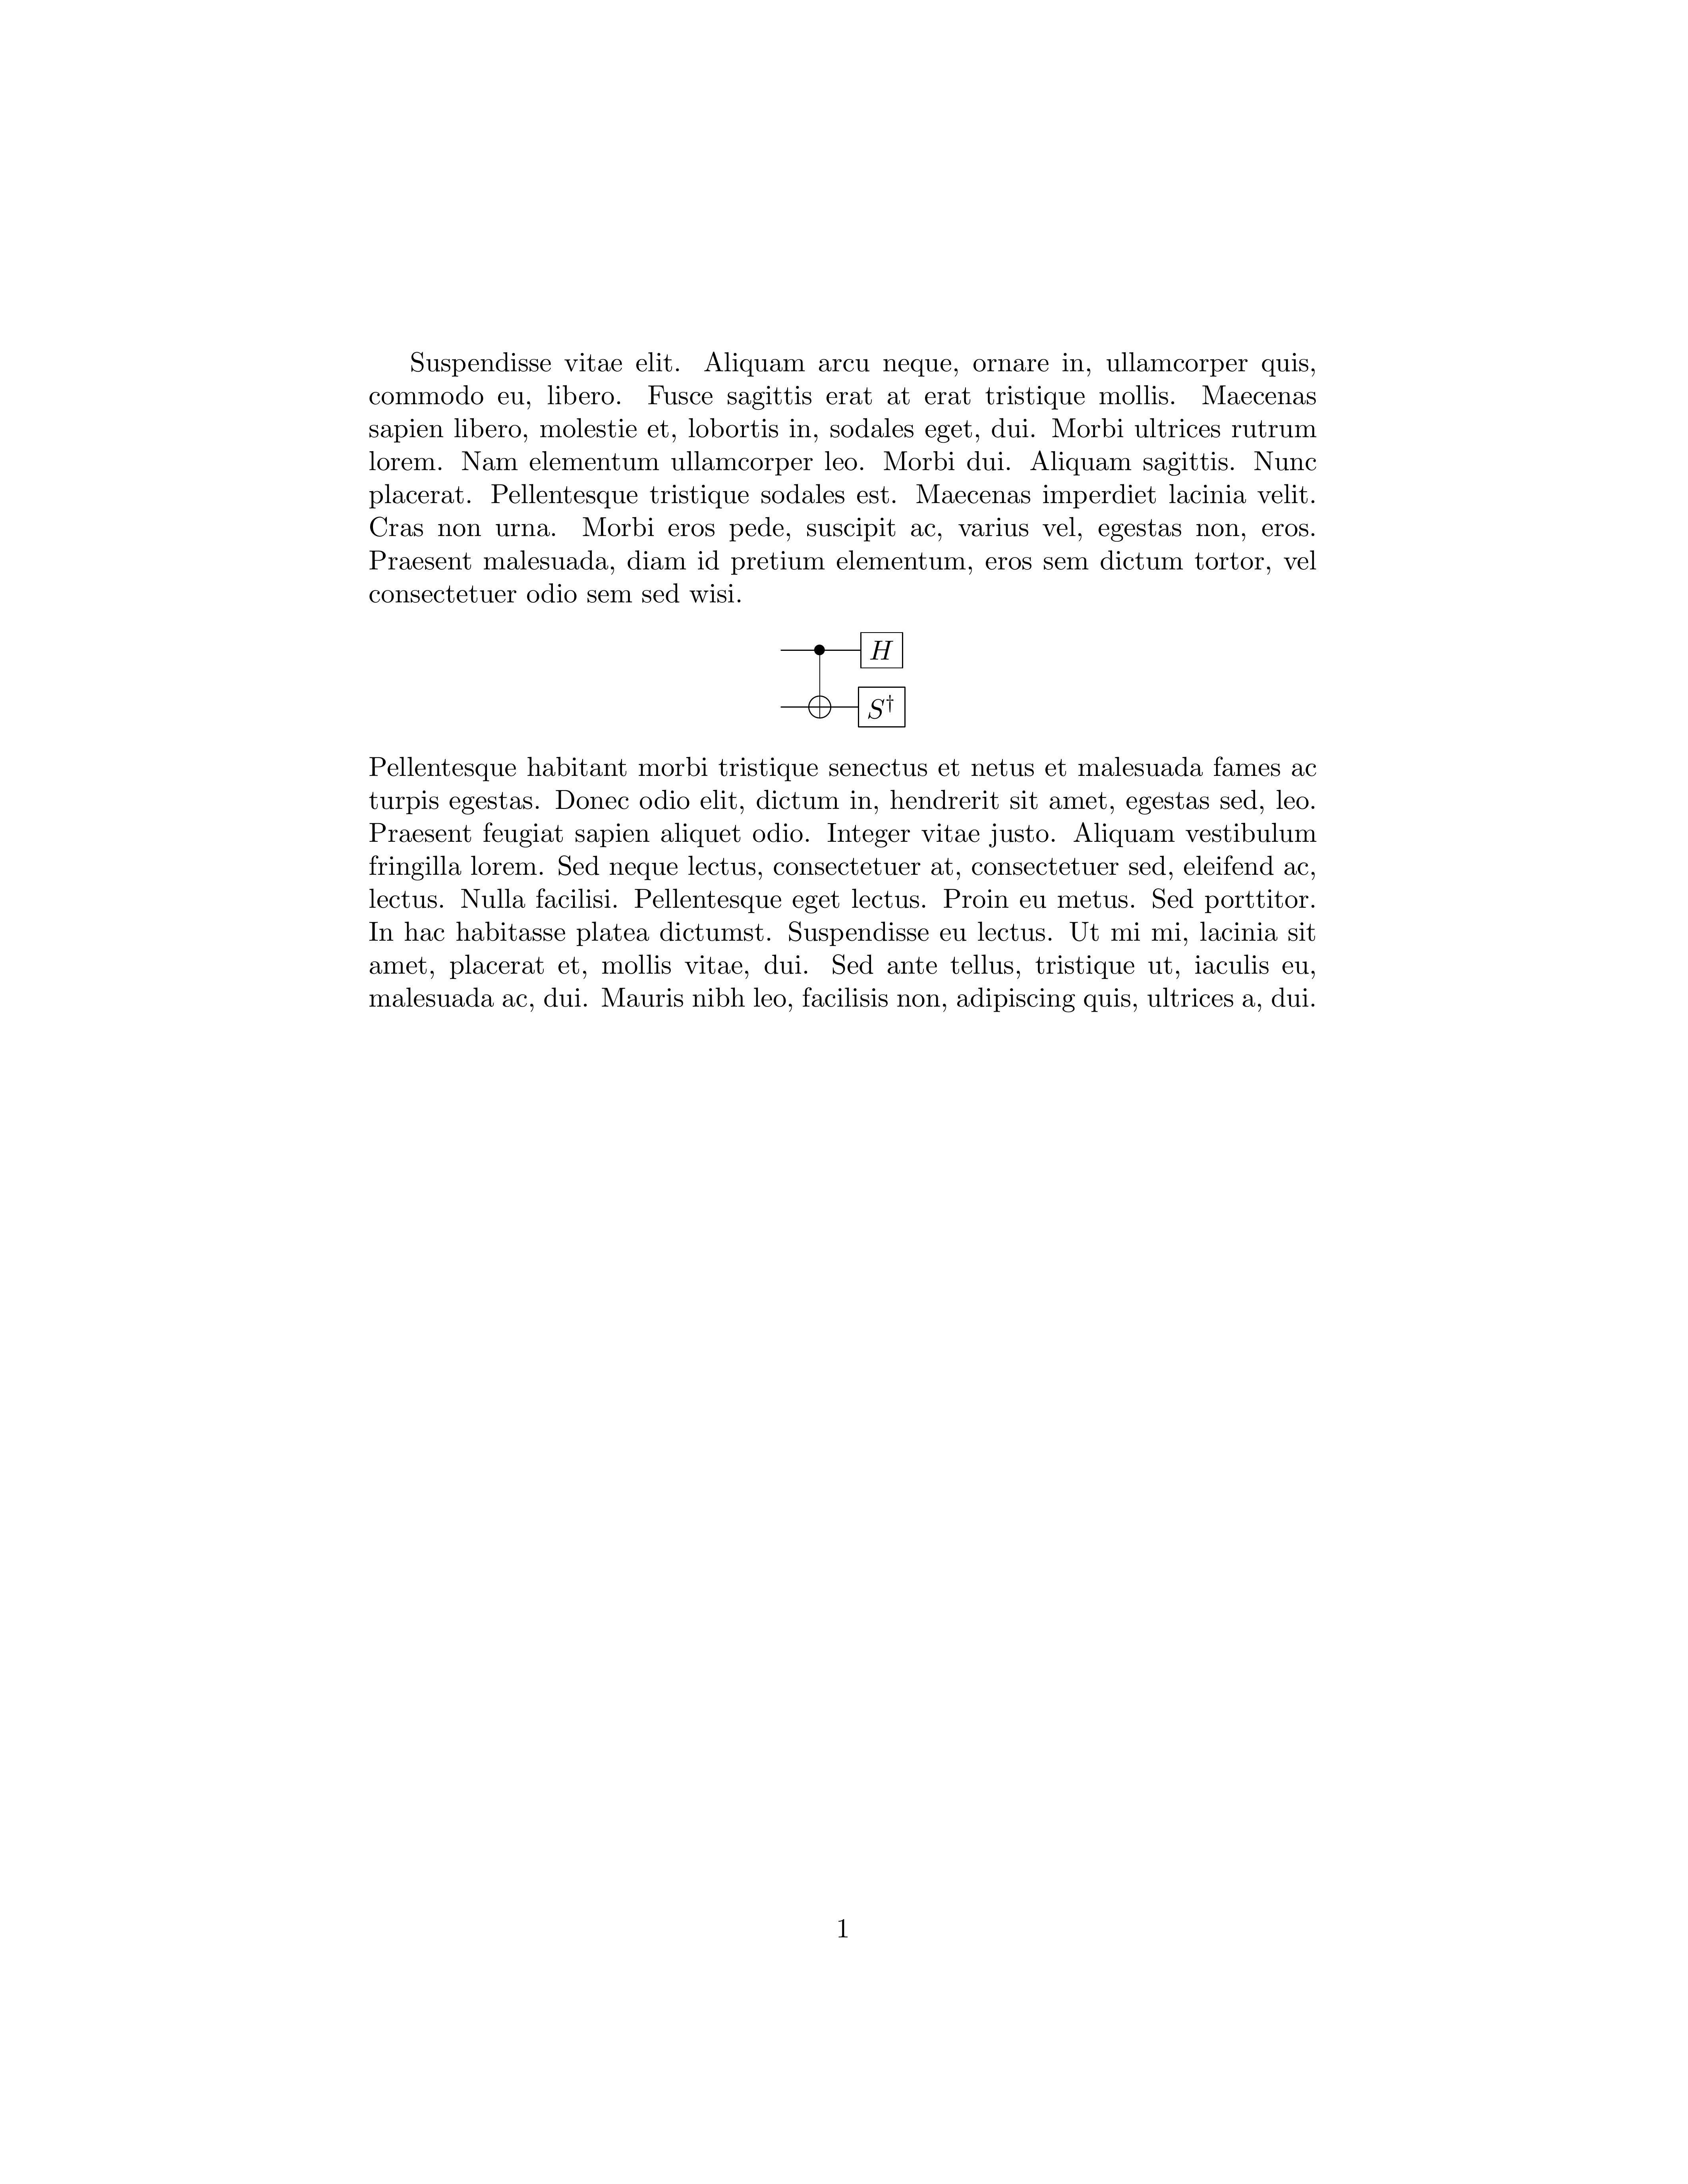 Suspendisse vitae elit. Aliquam arcu neque, ornare in, ullamcorper quis,
commodo eu, libero. Fusce sagittis erat at erat tristique mollis. Maecenas
sapien libero, molestie et, lobortis in, sodales eget, dui. Morbi ultrices rutrum
lorem. Nam elementum ullamcorper leo. Morbi dui. Aliquam sagittis. Nunc
placerat. Pellentesque tristique sodales est. Maecenas imperdiet lacinia velit.
Cras non urna. Morbi eros pede, suscipit ac, varius vel, egestas non, eros.
Praesent malesuada, diam id pretium elementum, eros sem dictum tortor, vel
consectetuer odio sem sed wisi.
H
S†
Pellentesque habitant morbi tristique senectus et netus et malesuada fames ac
turpis egestas. Donec odio elit, dictum in, hendrerit sit amet, egestas sed, leo.
Praesent feugiat sapien aliquet odio. Integer vitae justo. Aliquam vestibulum
fringilla lorem. Sed neque lectus, consectetuer at, consectetuer sed, eleifend ac,
lectus. Nulla facilisi. Pellentesque eget lectus. Proin eu metus. Sed porttitor.
In hac habitasse platea dictumst. Suspendisse eu lectus. Ut mi mi, lacinia sit
amet, placerat et, mollis vitae, dui. Sed ante tellus, tristique ut, iaculis eu,
malesuada ac, dui. Mauris nibh leo, facilisis non, adipiscing quis, ultrices a, dui.
1